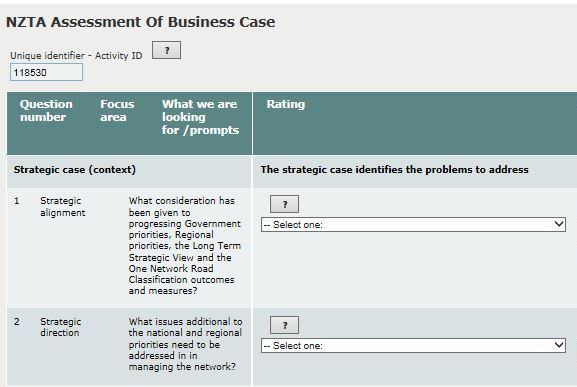 NZTA Assessment Of Business Case
Unique identifier - Activity ID ?
118530
Question number Focus area What we are looking for /prompts Rating
Strategic case (context) The strategic case identifies the problems to address
1 Strategic alignment
What consideration has
been given to
progressing Government
priorities, Regional
priorities, the Long Term
Strategic View and the
One Network Road
Classification outcomes
and measures?
?
-- Select one:
2 Strategic direction
What issues additional to
the national and regional
priorities need to be
addressed in in
managing the network?
?
-- Select one: